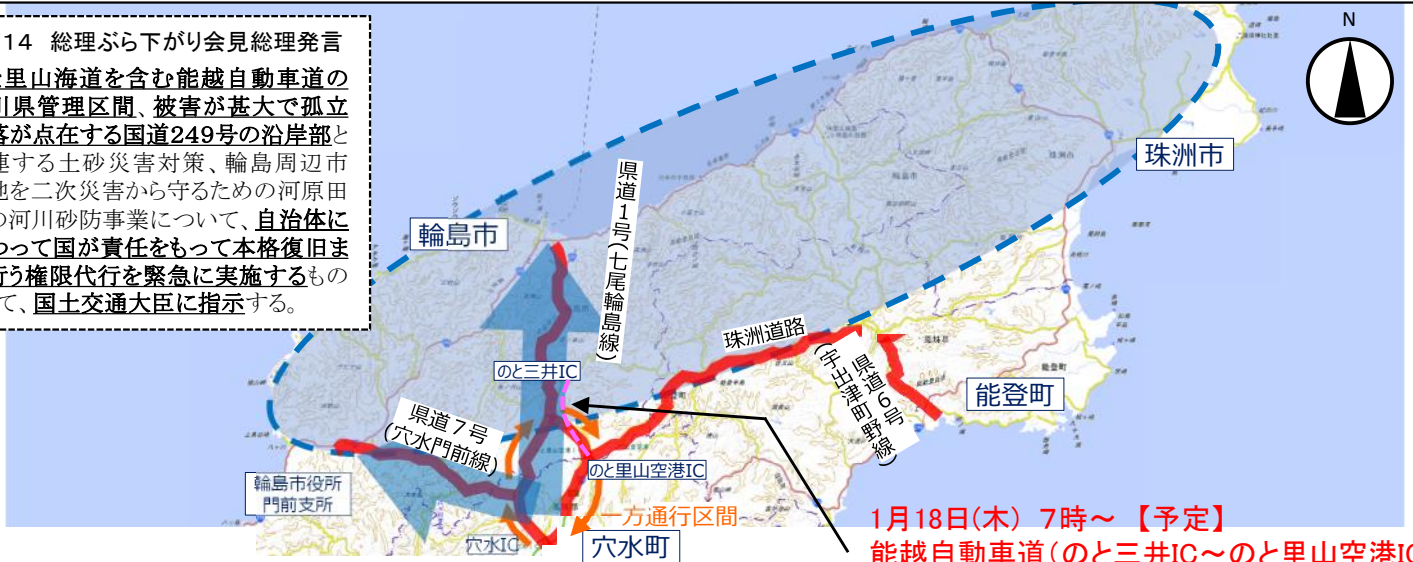 14 総理ぶら下がり会見総理発言
里山海道を含む能越自動車道の
川県管理区間、被害が甚大で孤立
落が点在する国道249号の沿岸部と
連する土砂災害対策、輪島周辺市
地を二次災害から守るための河原田
の河川砂防事業について、自治体に
わって国が責任をもって本格復旧ま
行う権限代行を緊急に実施するもの
て、国土交通大臣に指示する。
N
珠洲市
輪島市
県道1号(七尾輪島線)
珠洲道路
県道6号
(宇出津町野線)
能登町
のと三井IC
県道7号
(穴水門前線)
のと里山空港IC
輪島市役所
門前支所
一方通行区間
穴水IC
穴水町
1月18日(木) 7時~ 【予定】
能越自動車道(のと三井IC~のと里山空港IC